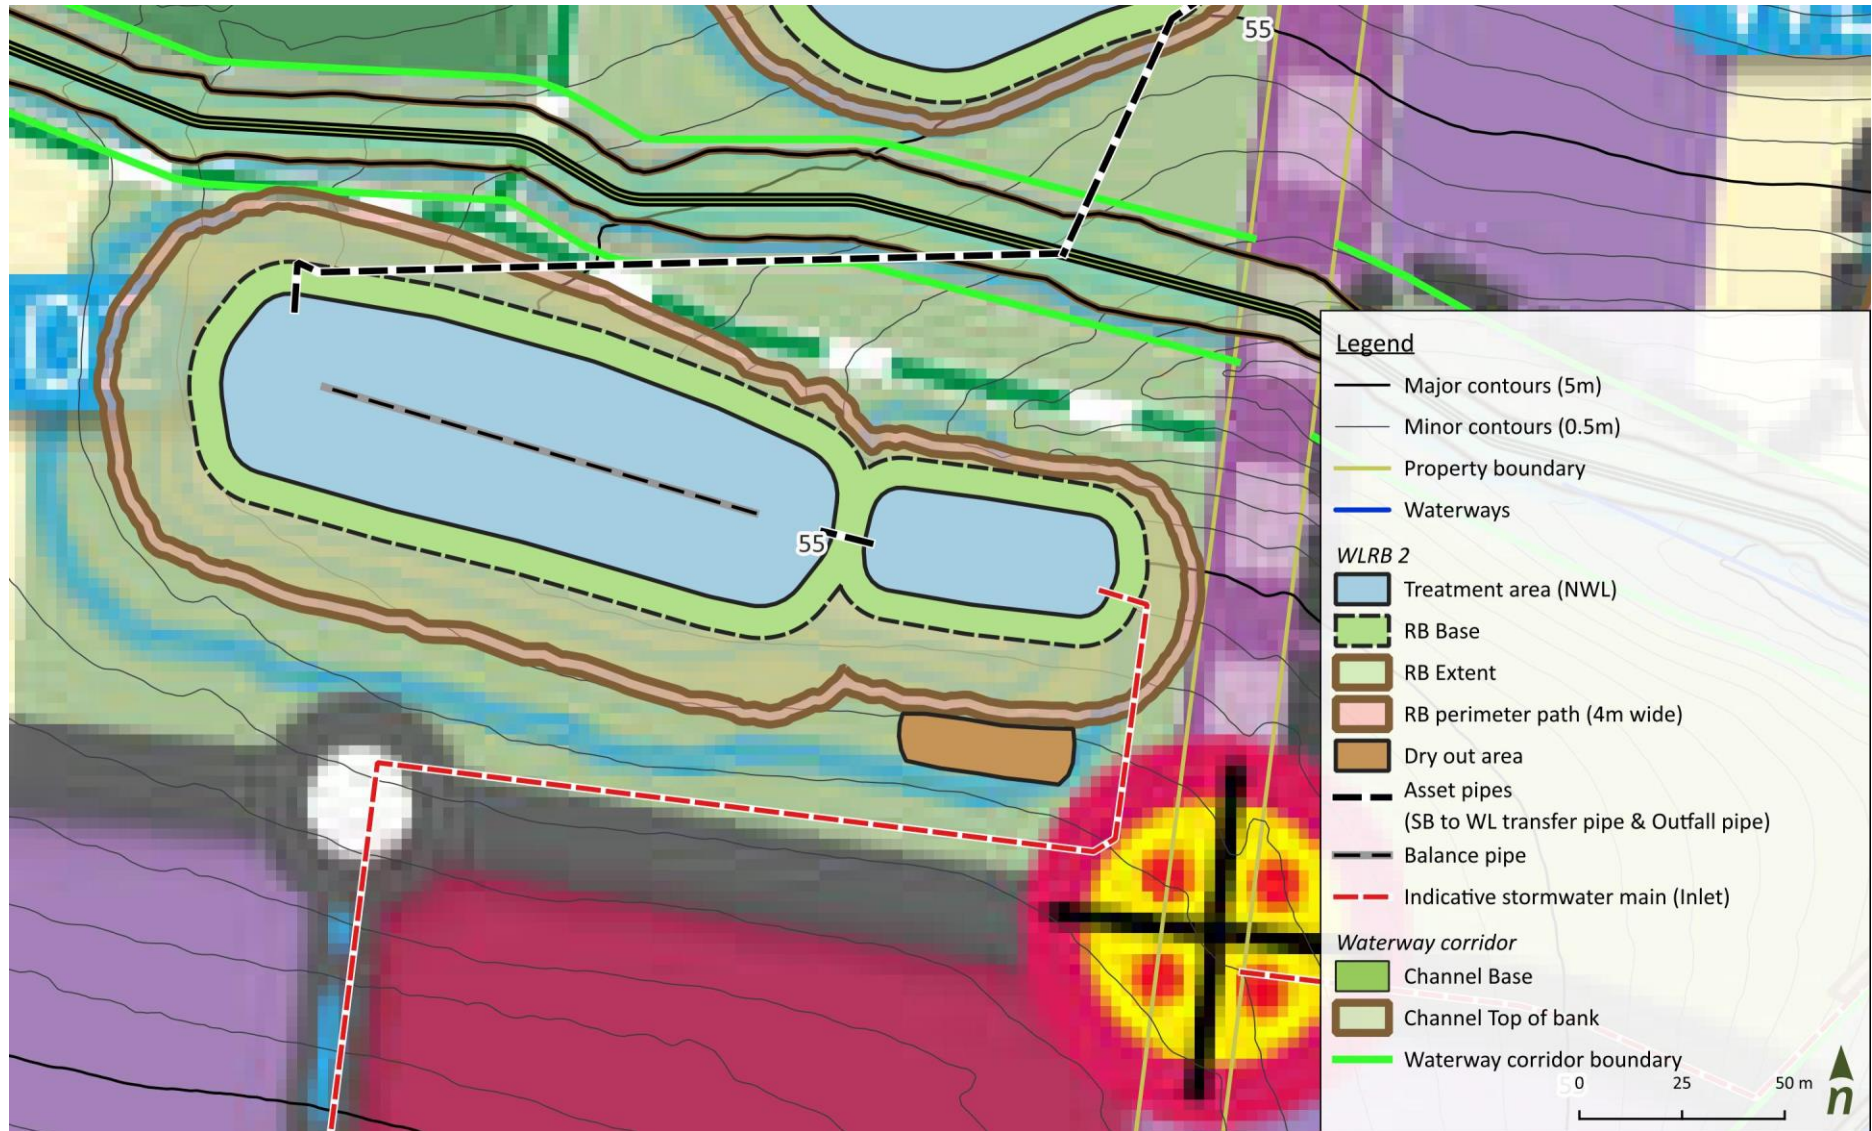 55
55
Legend
Major contours (5m)
Minor contours (0.5m)
Property boundary
Waterways
WLRB 2
Treatment area (NWL)
RB Base
RB Extent
RB perimeter path (4m wide)
Dry out area
Asset pipes
(SB to WL transfer pipe & Outfall pipe)
Balance pipe
Indicative stormwater main (Inlet)
Waterway corridor
Channel Base
Channel Top of bank
Waterway corridor boundary
0 25 50 m
n